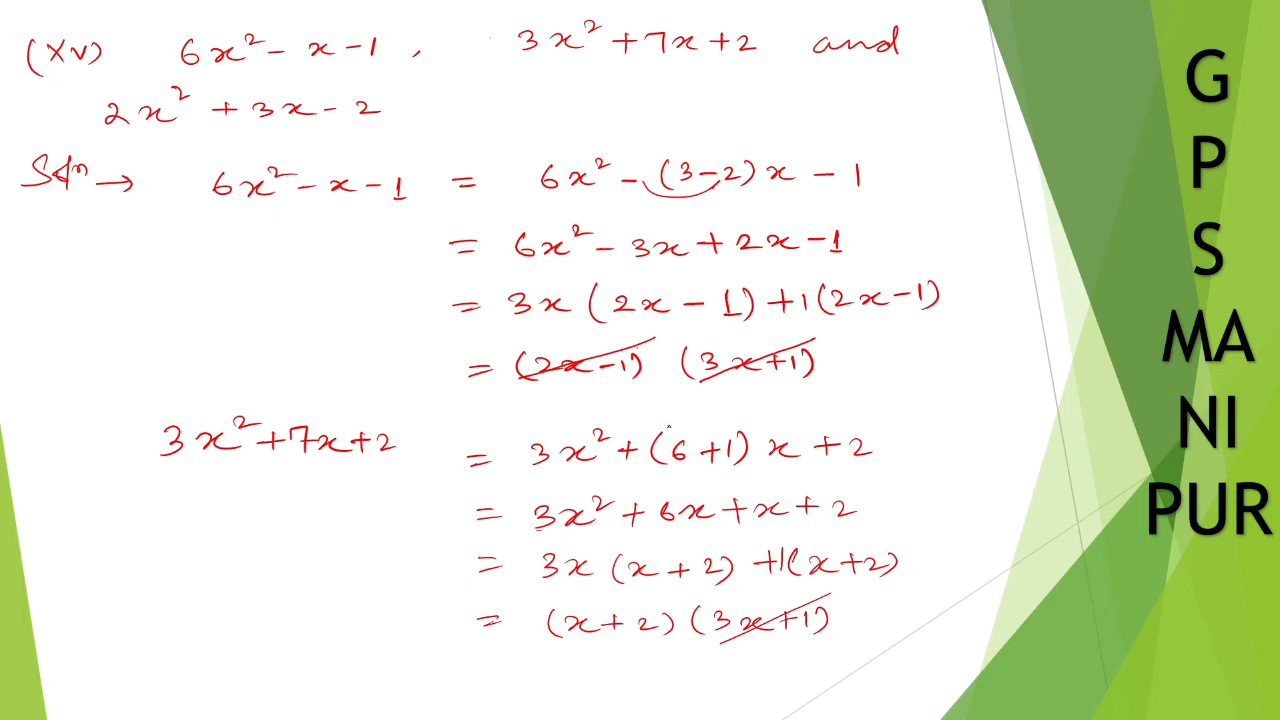 (xv) 6x² - x - 1 , 3x² + 7x + 2 and
2x² + 3x - 2
Soln → 6x² - x - 1 = 6x² - (3 - 2)x - 1
= 6x² - 3x + 2x - 1
= 3x (2x - 1) + 1(2x - 1)
= (2x - 1) (3x + 1)
3x² + 7x + 2 = 3x² + (6 + 1) x + 2
= 3x² + 6x + x + 2
= 3x (x + 2) + 1(x + 2)
= (x + 2) (3x + 1)
G
P
S
MA
NI
PUR